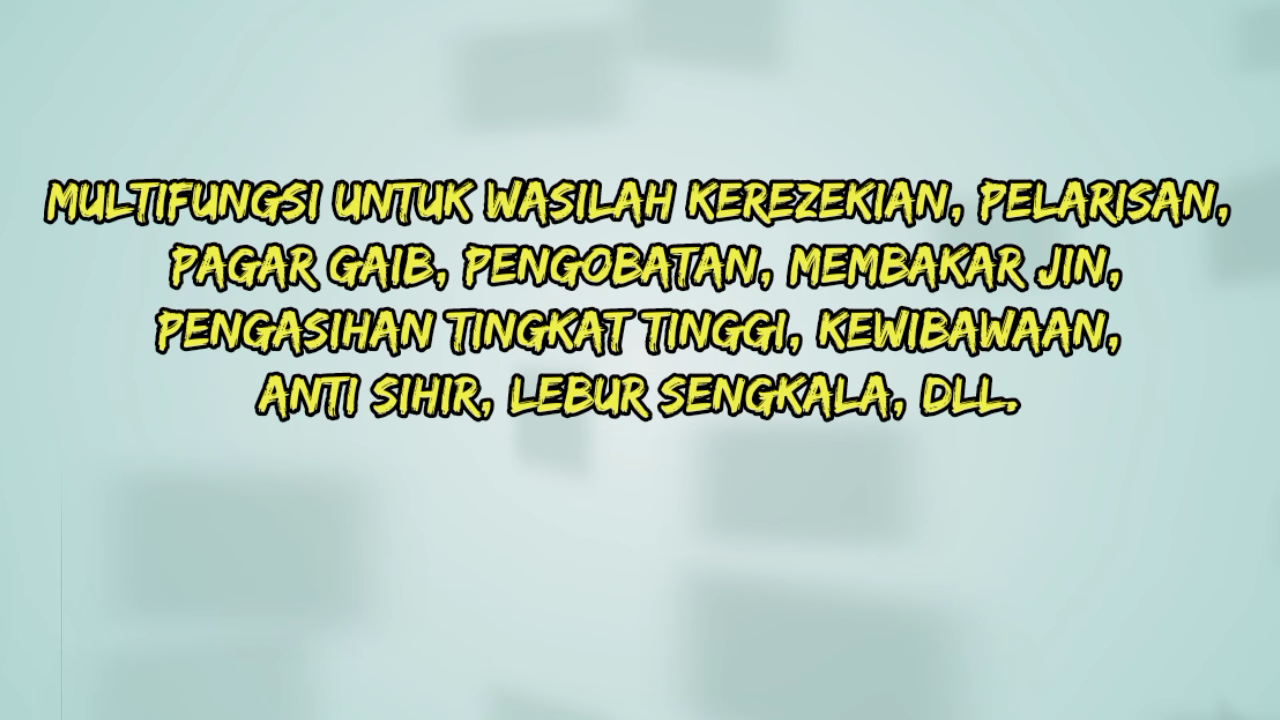 MULTIFUNGSI UNTUK WASILAH KEREZEKIAN, PELARISAN,
PAGAR GAIB, PENGOBATAN, MEMBAKAR JIN,
PENGASIHAN TINGKAT TINGGI, KEWIBAWAAN,
ANTI SIHIR, LEBUR SENGKALA, DLL.